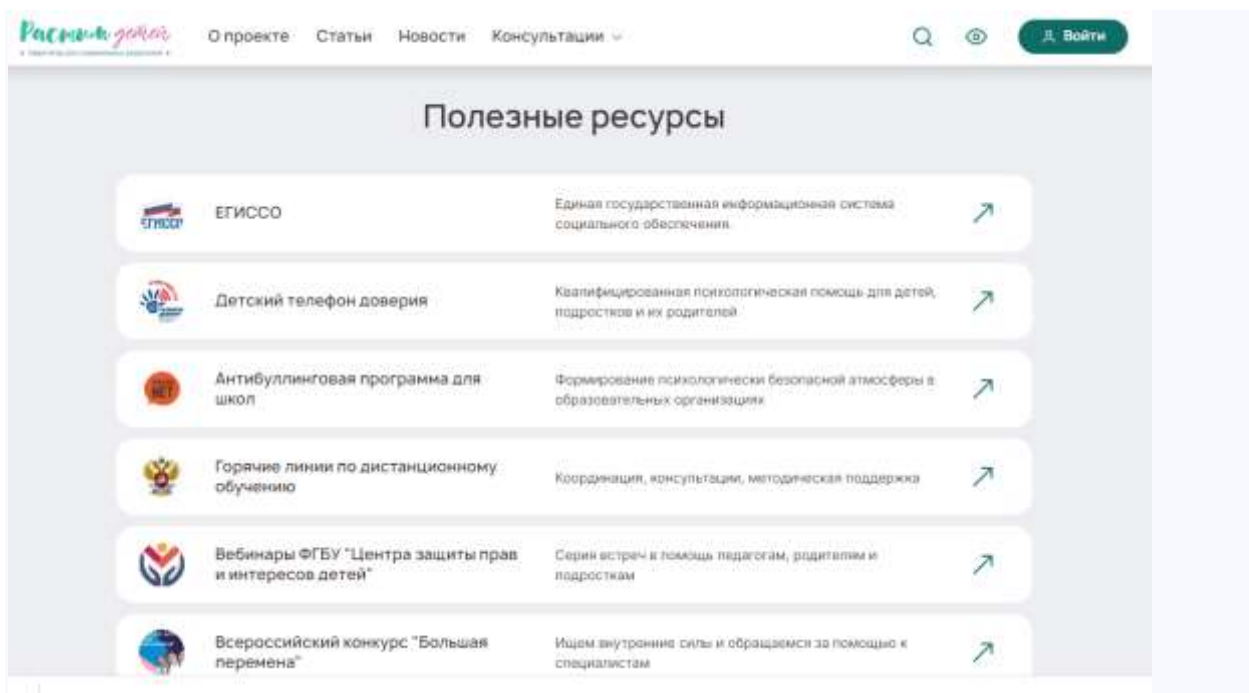 Растим детей
О проекте Статьи Новости Консультации
Войти
Полезные ресурсы
ЕГИССО
ЕГИССО
Единая государственная информационная система
социального обеспечения
Детский телефон доверия
Квалифицированная психологическая помощь для детей,
подростков и их родителей
НЕТ
Антибуллинговая программа для
школ
Формирование психологически безопасной атмосферы в
образовательных организациях
Горячие линии по дистанционному
обучению
Координация, консультации, методическая поддержка
Вебинары ФГБУ "Центра защиты прав
и интересов детей"
Серия встреч в помощь педагогам, родителям и
подросткам
Всероссийский конкурс "Большая
перемена"
Ищем внутренние силы и обращаемся за помощью к
специалистам